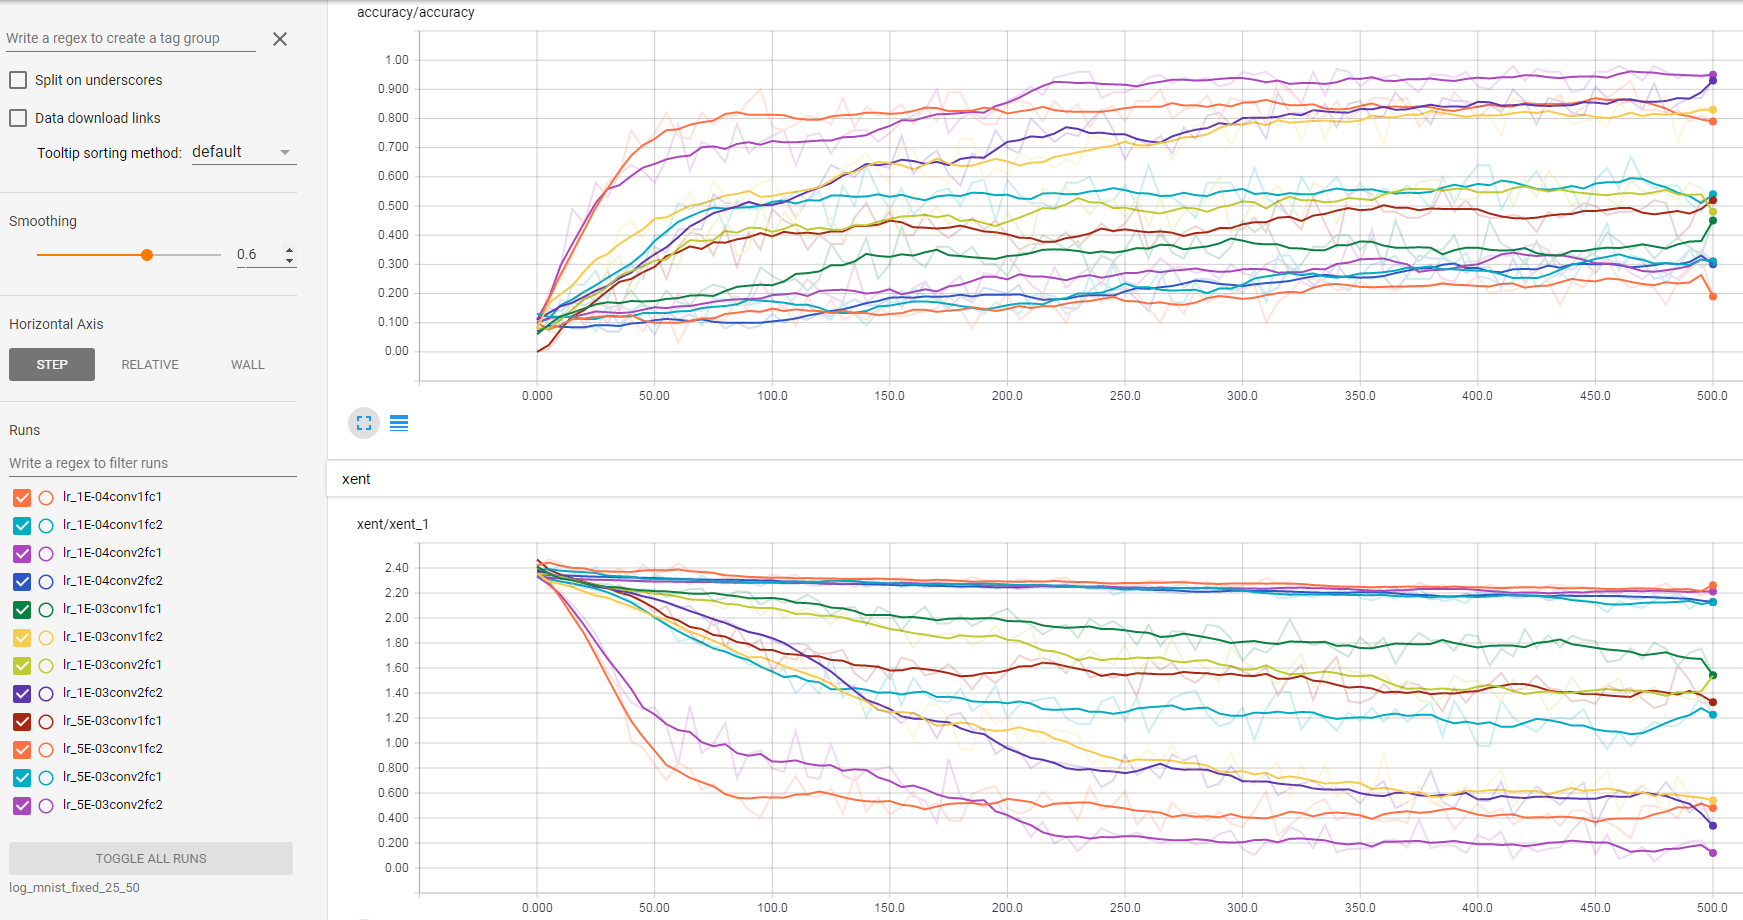 Write a regex to create a tag group
Split on underscores
Data download links
Tooltip sorting method: default
Smoothing
0.6
Horizontal Axis
STEP RELATIVE WALL
Runs
Write a regex to filter runs
lr_1E-04conv1fc1
lr_1E-04conv1fc2
lr_1E-04conv2fc1
lr_1E-04conv2fc2
lr_1E-03conv1fc1
lr_1E-03conv1fc2
lr_1E-03conv2fc1
lr_1E-03conv2fc2
lr_5E-03conv1fc1
lr_5E-03conv1fc2
lr_5E-03conv2fc1
lr_5E-03conv2fc2
TOGGLE ALL RUNS
log_mnist_fixed_25_50
accuracy/accuracy
1.00
0.900
0.800
0.700
0.600
0.500
0.400
0.300
0.200
0.100
0.00
0.000 50.00 100.0 150.0 200.0 250.0 300.0 350.0 400.0 450.0 500.0
xent
xent/xent_1
2.40
2.20
2.00
1.80
1.60
1.40
1.20
1.00
0.800
0.600
0.400
0.200
0.00
0.000 50.00 100.0 150.0 200.0 250.0 300.0 350.0 400.0 450.0 500.0